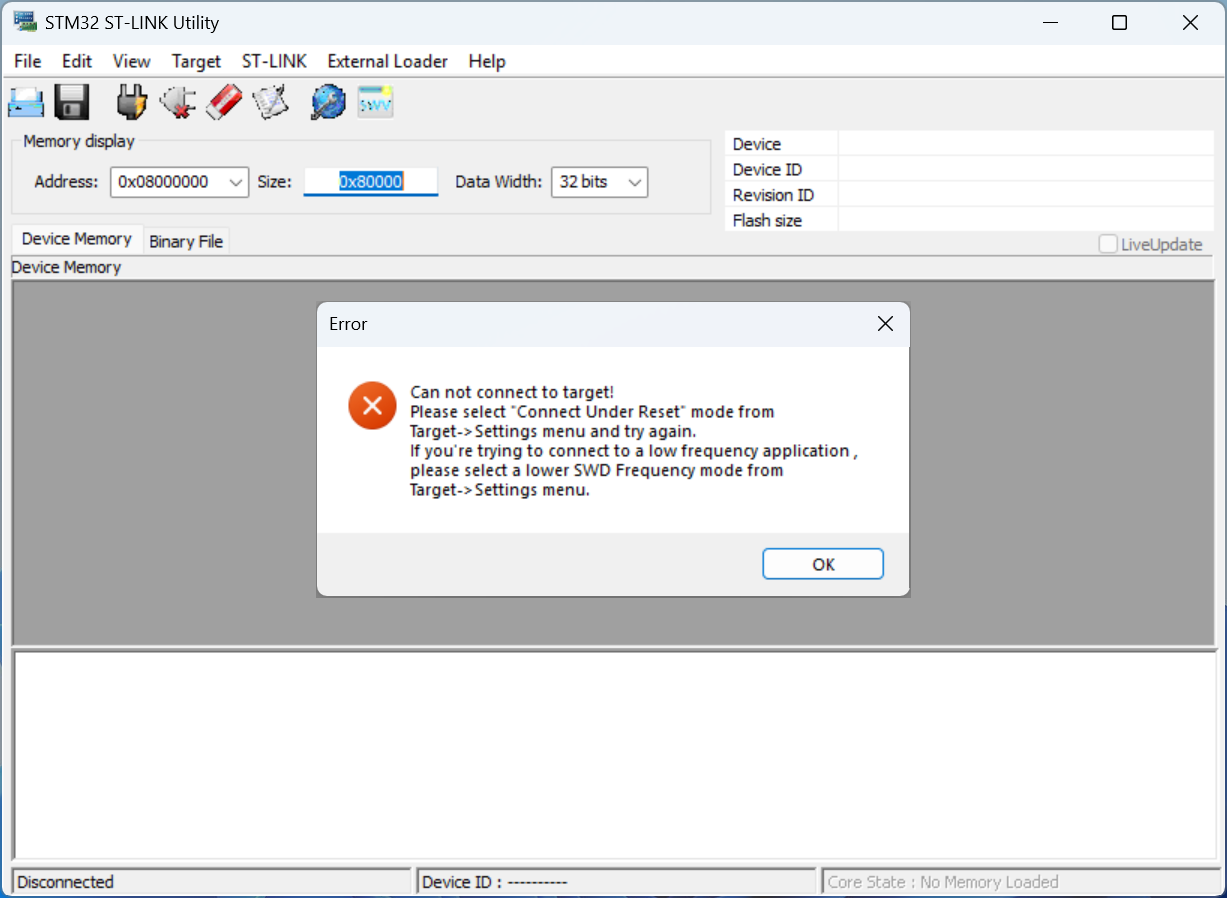 STM32 ST-LINK Utility
File Edit View Target ST-LINK External Loader Help
SWV
Memory display
Address: 0x08000000 Size: 0x80000 Data Width: 32 bits
Device
Device ID
Revision ID
Flash size
Device Memory Binary File
LiveUpdate
Device Memory
Error
Can not connect to target!
Please select "Connect Under Reset" mode from
Target->Settings menu and try again.
If you're trying to connect to a low frequency application ,
please select a lower SWD Frequency mode from
Target->Settings menu.
OK
Disconnected
Device ID : ----------
Core State : No Memory Loaded